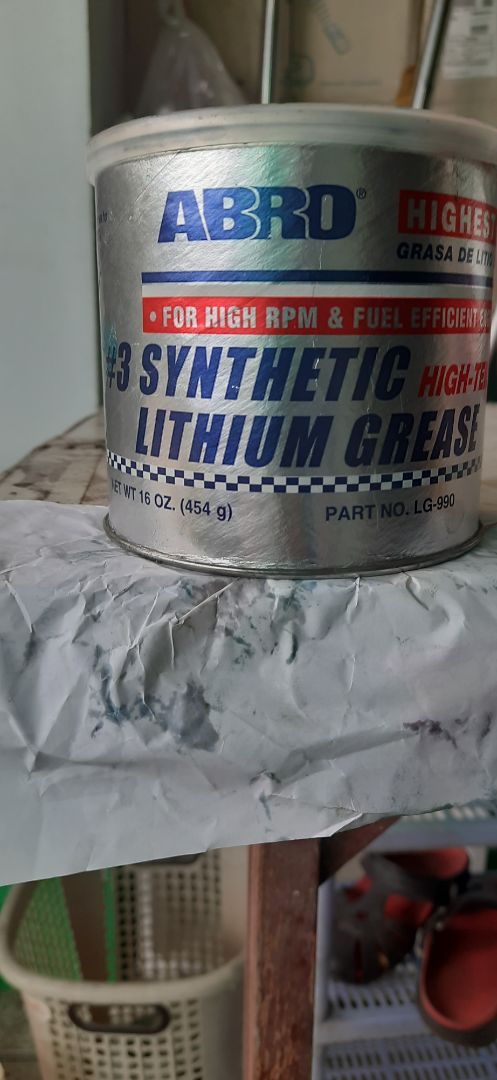 ABRO®
HIGHEST
GRASA DE LITIO
• FOR HIGH RPM & FUEL EFFICIENT
#3 SYNTHETIC HIGH-TE
LITHIUM GREASE
NET WT 16 OZ. (454 g)
PART NO. LG-990